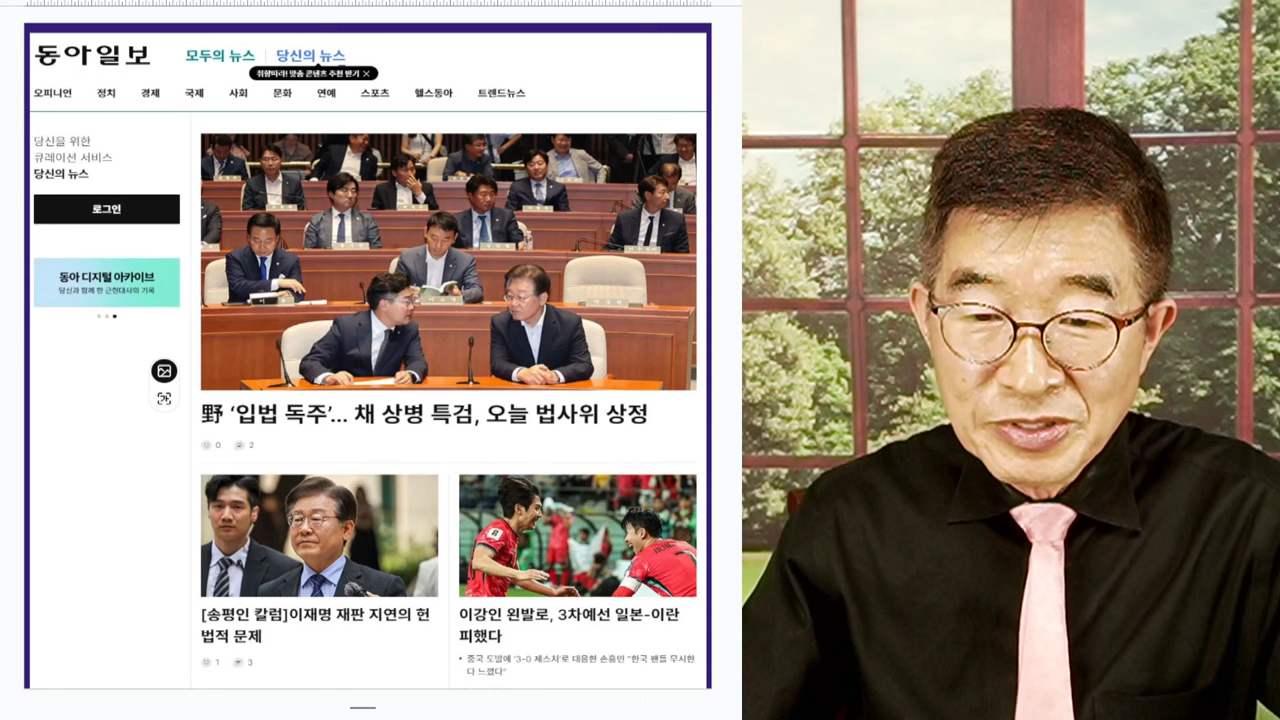 동아일보
모두의 뉴스
당신의 뉴스
취향따라! 맞춤 콘텐츠 추천 받기
오피니언 정치 경제 국제 사회 문화 연예 스포츠 헬스동아 트렌드뉴스
당신을 위한
큐레이션 서비스
당신의 뉴스
로그인
동아 디지털 아카이브
당신과 함께 한 근현대사의 기록
野 ‘입법 독주’… 채 상병 특검, 오늘 법사위 상정
0 2
[송평인 칼럼]이재명 재판 지연의 헌
법적 문제
1 3
이강인 왼발로, 3차예선 일본-이란
피했다
• 중국 도발에 ‘3-0 제스처’로 대응한 손흥민 “한국 팬들 무시한
다 느꼈다”